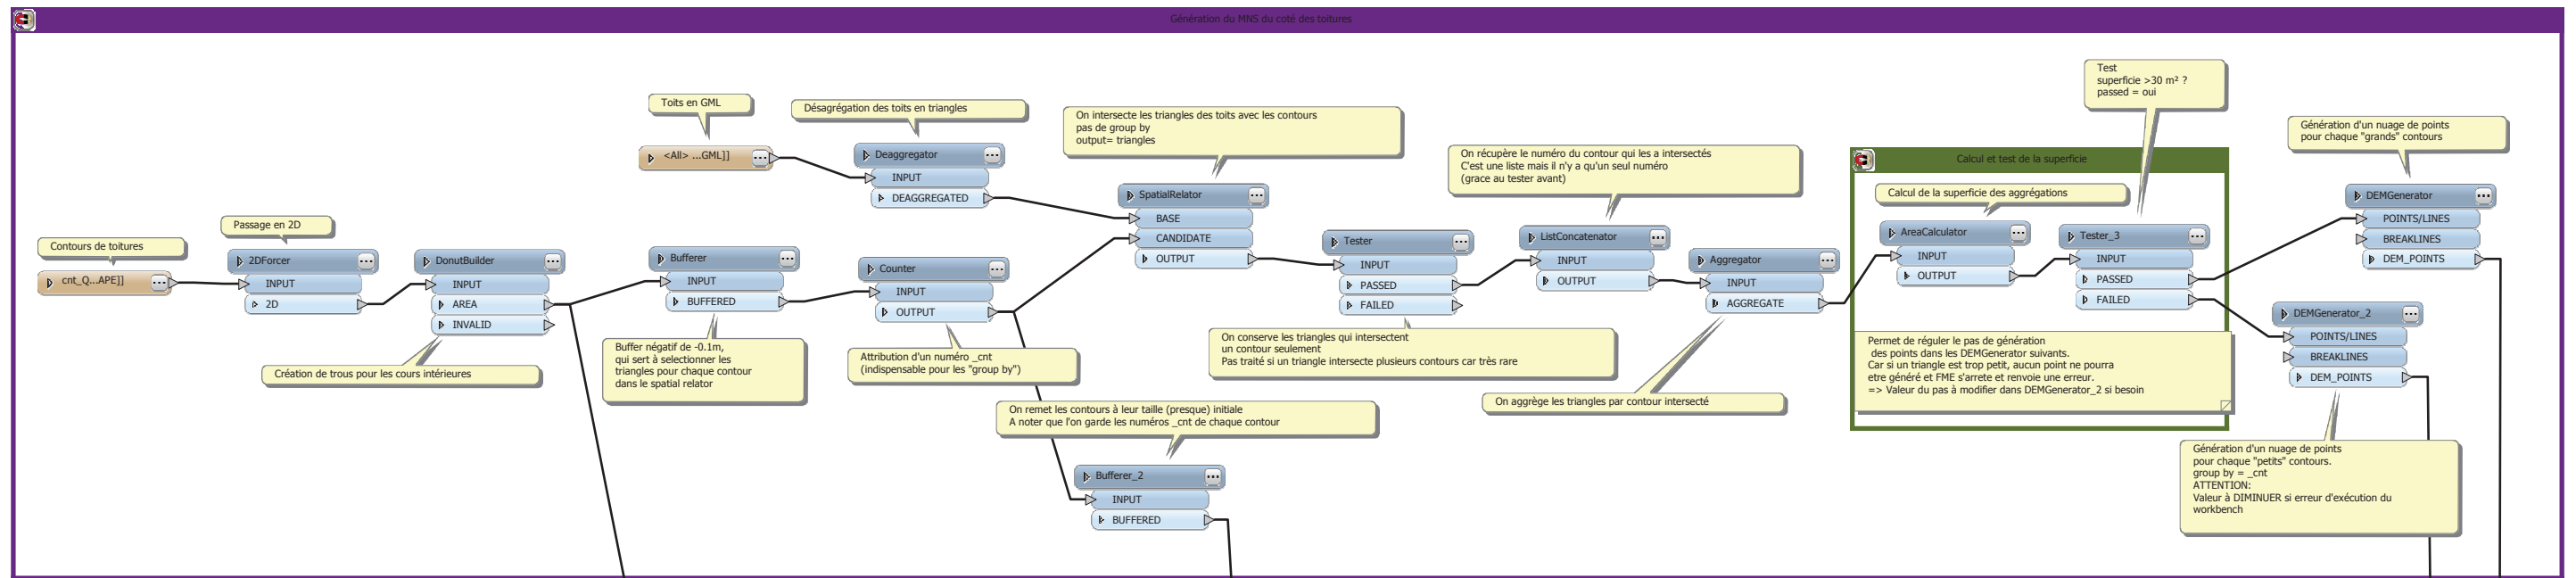 Génération du MNS du coté des toitures
Contours de toitures
cnt_Q...APE]]
Passage en 2D
2DForcer
INPUT
2D
DonutBuilder
INPUT
AREA
INVALID
Création de trous pour les cours intérieures
Toits en GML
<All> ...GML]]
Désagrégation des toits en triangles
Deaggregator
INPUT
DEAGGREGATED
Bufferer
INPUT
BUFFERED
Buffer négatif de -0.1m,
qui sert à selectionner les
triangles pour chaque contour
dans le spatial relator
Counter
INPUT
OUTPUT
Attribution d'un numéro _cnt
(indispensable pour les "group by")
On intersecte les triangles des toits avec les contours
pas de group by
output= triangles
SpatialRelator
BASE
CANDIDATE
OUTPUT
On remet les contours à leur taille (presque) initiale
A noter que l'on garde les numéros _cnt de chaque contour
Bufferer_2
INPUT
BUFFERED
Tester
INPUT
PASSED
FAILED
On conserve les triangles qui intersectent
un contour seulement
Pas traité si un triangle intersecte plusieurs contours car très rare
On récupère le numéro du contour qui les a intersectés
C'est une liste mais il n'y a qu'un seul numéro
(grace au tester avant)
ListConcatenator
INPUT
OUTPUT
Aggregator
INPUT
AGGREGATE
On aggrège les triangles par contour intersecté
Calcul et test de la superficie
Calcul de la superficie des aggrégations
AreaCalculator
INPUT
OUTPUT
Test
superficie >30 m² ?
passed = oui
Tester_3
INPUT
PASSED
FAILED
Permet de réguler le pas de génération
des points dans les DEMGenerator suivants.
Car si un triangle est trop petit, aucun point ne pourra
etre généré et FME s'arrete et renvoie une erreur.
=> Valeur du pas à modifier dans DEMGenerator_2 si besoin
Génération d'un nuage de points
pour chaque "grands" contours
DEMGenerator
POINTS/LINES
BREAKLINES
DEM_POINTS
DEMGenerator_2
POINTS/LINES
BREAKLINES
DEM_POINTS
Génération d'un nuage de points
pour chaque "petits" contours.
group by = _cnt
ATTENTION:
Valeur à DIMINUER si erreur d'exécution du
workbench